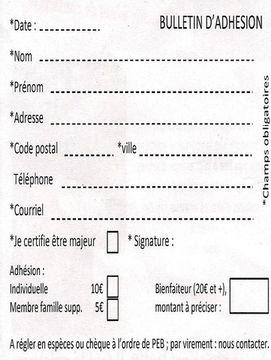 *Date : BULLETIN D'ADHESION
*Nom
*Prénom
*Adresse
*Code postal *ville
Téléphone
*Courriel
*Champs obligatoires
*Je certifie être majeur * Signature :
Adhésion :
Individuelle 10€ Bienfaiteur (20€ et +),
Membre famille supp. 5€ montant à préciser :
A régler en espèces ou chèque à l'ordre de PEB ; par virement : nous contacter.